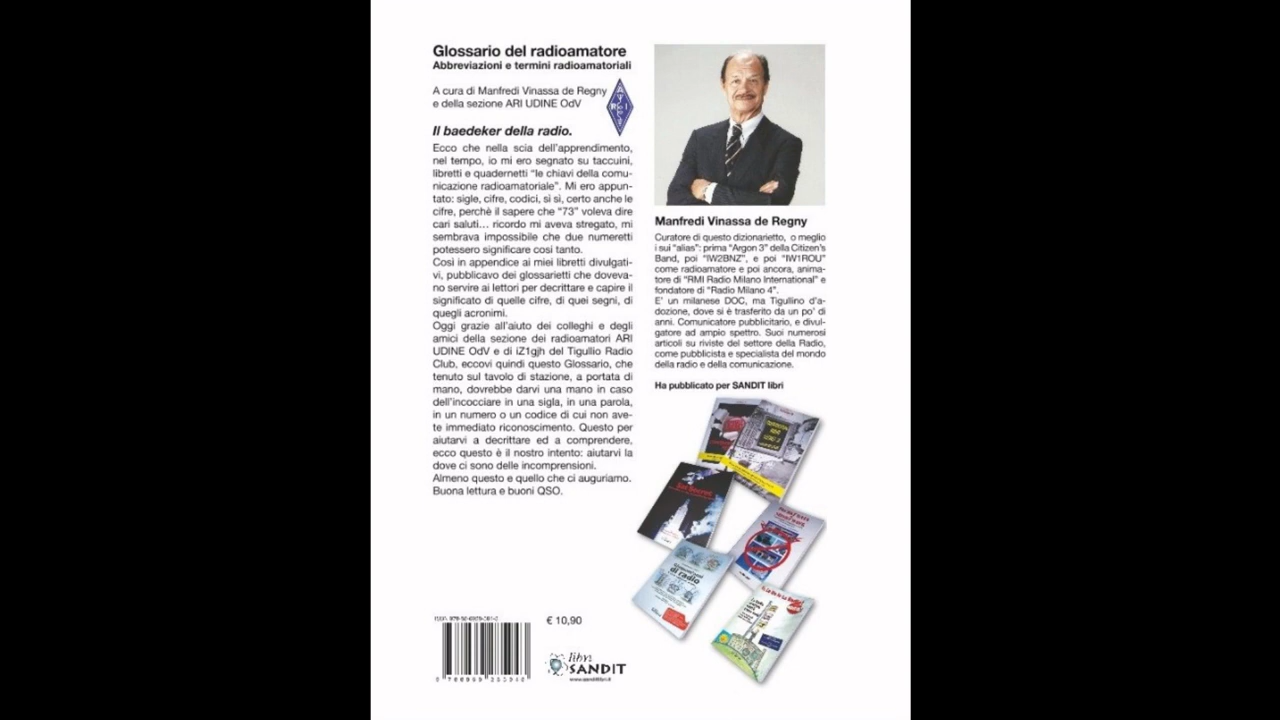 Glossario del radioamatore
Abbreviazioni e termini radioamatoriali
A cura di Manfredi Vinassa de Regny
e della sezione ARI UDINE OdV
Il baedeker della radio.
Ecco che nella scia dell'apprendimento,
nel tempo, io mi ero segnato su taccuini,
libretti e quadernetti "le chiavi della comu-
nicazione radioamatoriale". Mi ero appun-
tato: sigle, cifre, codici, si si, certo anche le
cifre, perchè il sapere che "73" voleva dire
cari saluti... ricordo mi aveva stregato, mi
sembrava impossibile che due numeretti
potessero significare cosi tanto.
Così in appendice ai miei libretti divulgati-
vi, pubblicavo dei glossarietti che doveva-
no servire ai lettori per decrittare e capire il
significato di quelle cifre, di quei segni, di
quegli acronimi.
Oggi grazie all'aiuto dei colleghi e degli
amici della sezione dei radioamatori ARI
UDINE OdV e di iZ1gjh del Tigullio Radio
Club, eccovi quindi questo Glossario, che
tenuto sul tavolo di stazione, a portata di
mano, dovrebbe darvi una mano in caso
dell'incocciare in una sigla, in una parola,
in un numero o un codice di cui non ave-
te immediato riconoscimento. Questo per
aiutarvi a decrittare ed a comprendere,
ecco questo è il nostro intento: aiutarvi la
dove ci sono delle incomprensioni.
Almeno questo e quello che ci auguriamo.
Buona lettura e buoni QSO.
€ 10,90
libri
SANDIT
www.sanditlibri.it
Manfredi Vinassa de Regny
Curatore di questo dizionarietto, o meglio
i sui "alias": prima "Argon 3" della Citizen's
Band, poi "IW2BNZ", e poi "IW1ROU"
come radioamatore e poi ancora, anima-
tore di "RMI Radio Milano International" e
fondatore di "Radio Milano 4".
E' un milanese DOC, ma Tigullino d'a-
dozione, dove si è trasferito da un po' di
anni. Comunicatore pubblicitario, e divul-
gatore ad ampio spettro. Suoi numerosi
articoli su riviste del settore della Radio,
come pubblicista e specialista del mondo
della radio e della comunicazione.
Ha pubblicato per SANDIT libri
di radio